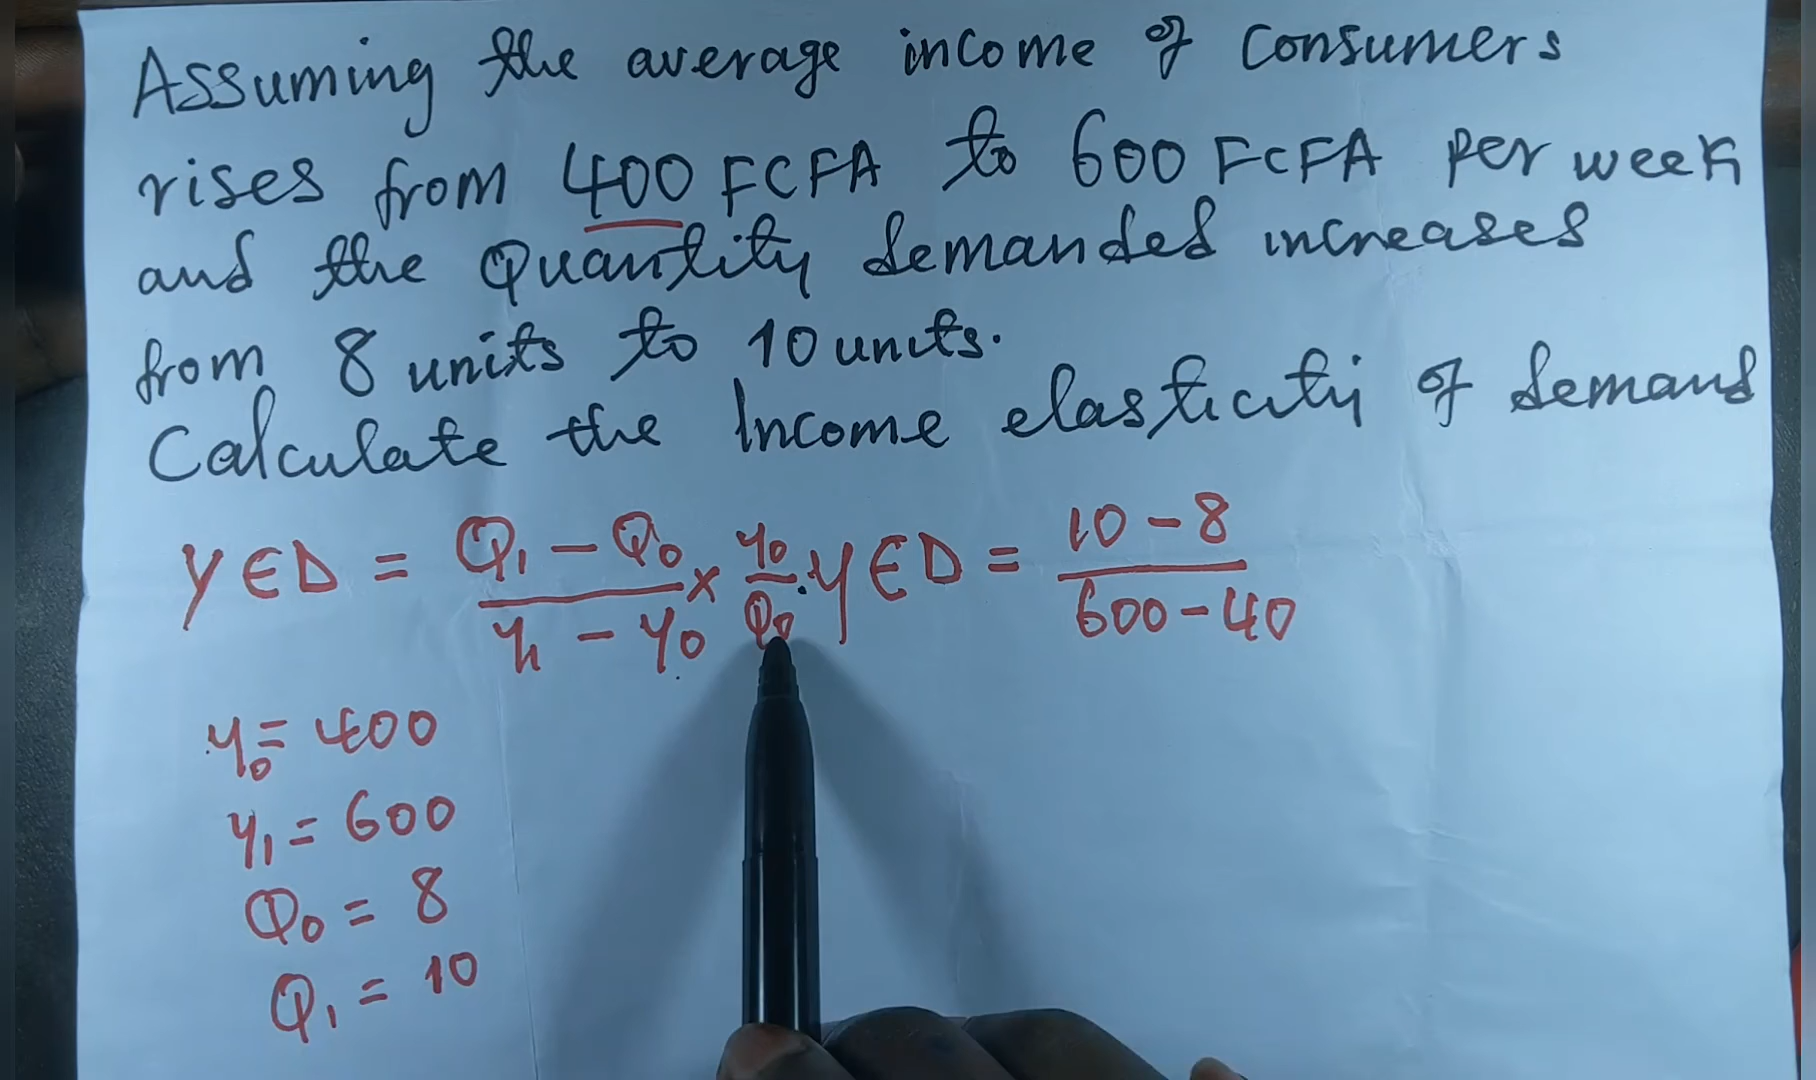 Assuming the average income of consumers
rises from 400 FCFA to 600 FCFA per week
and the Quantity demanded increases
from 8 units to 10 units.
Calculate the Income elasticity of demand
YED = Q1 - Q0 / Y1 - Y0 x Y0 / Q0 . YED = 10 - 8 / 600 - 40
Y0 = 400
Y1 = 600
Q0 = 8
Q1 = 10